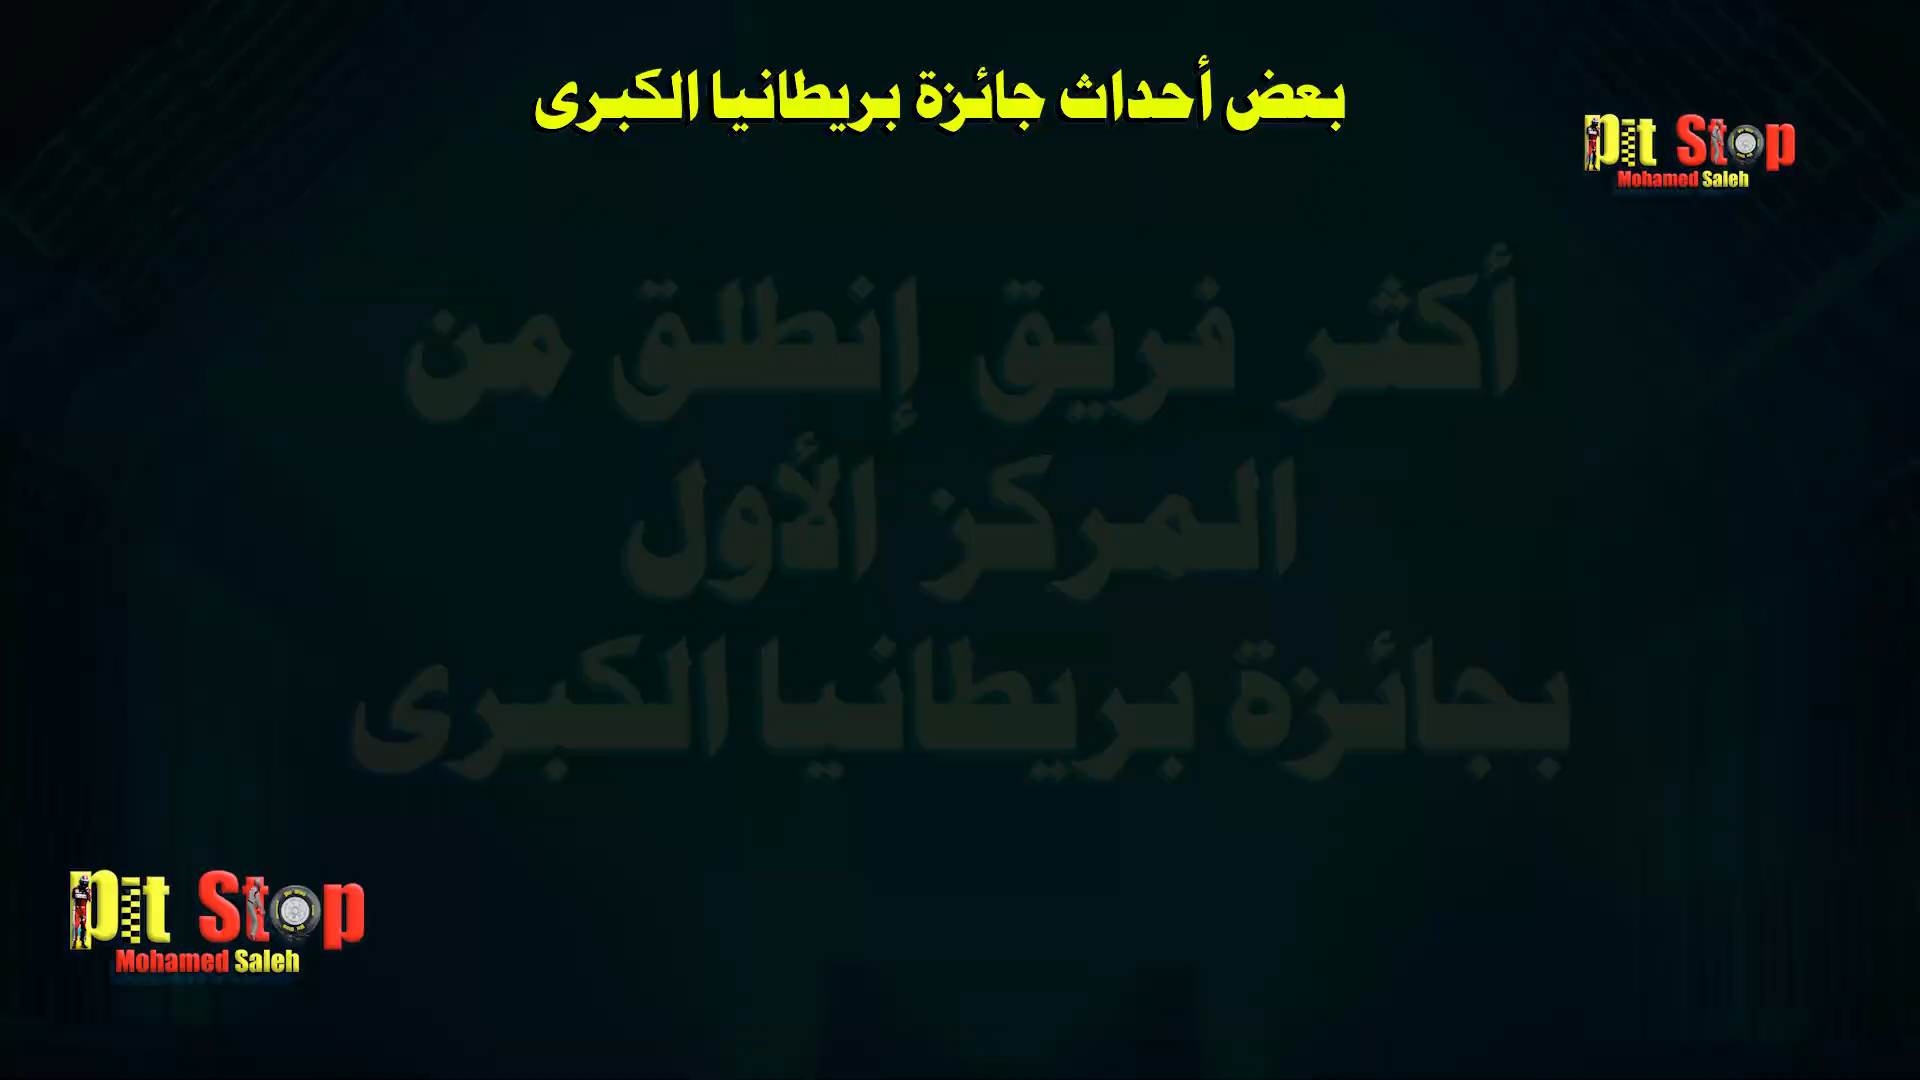 بعض أحداث جائزة بريطانيا الكبرى
Pit Stop
Mohamed Saleh
أكثر فريق إنطلق من
المركز الأول
بجائزة بريطانيا الكبرى
Pit Stop
Mohamed Saleh